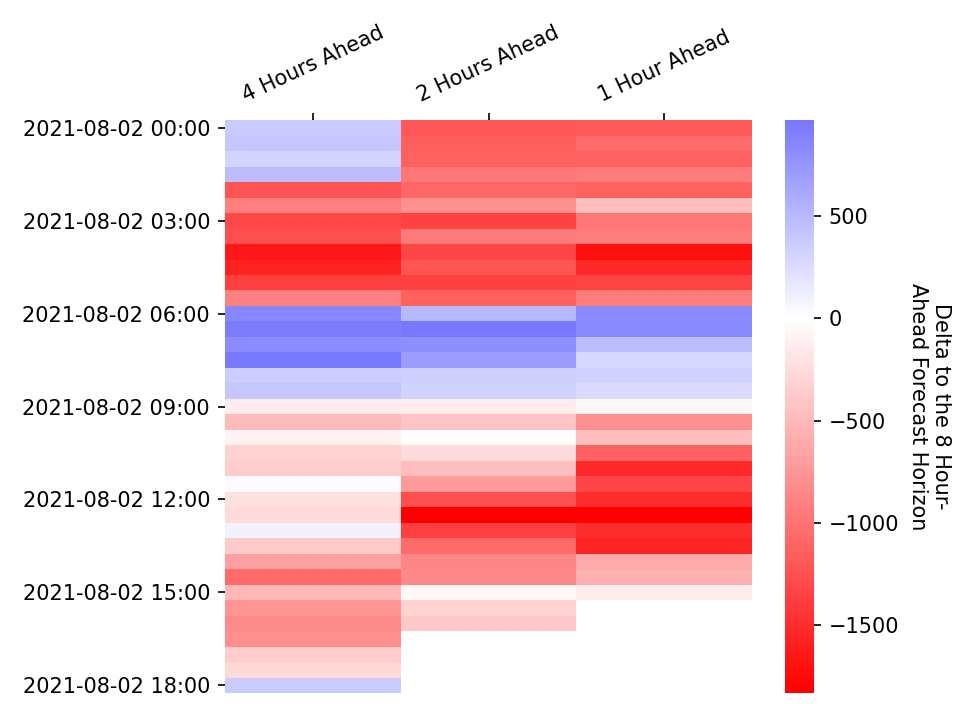 4 Hours Ahead
2 Hours Ahead
1 Hour Ahead
2021-08-02 00:00
2021-08-02 03:00
2021-08-02 06:00
2021-08-02 09:00
2021-08-02 12:00
2021-08-02 15:00
2021-08-02 18:00
500
0
−500
−1000
−1500
Delta to the 8 Hour-
Ahead Forecast Horizon